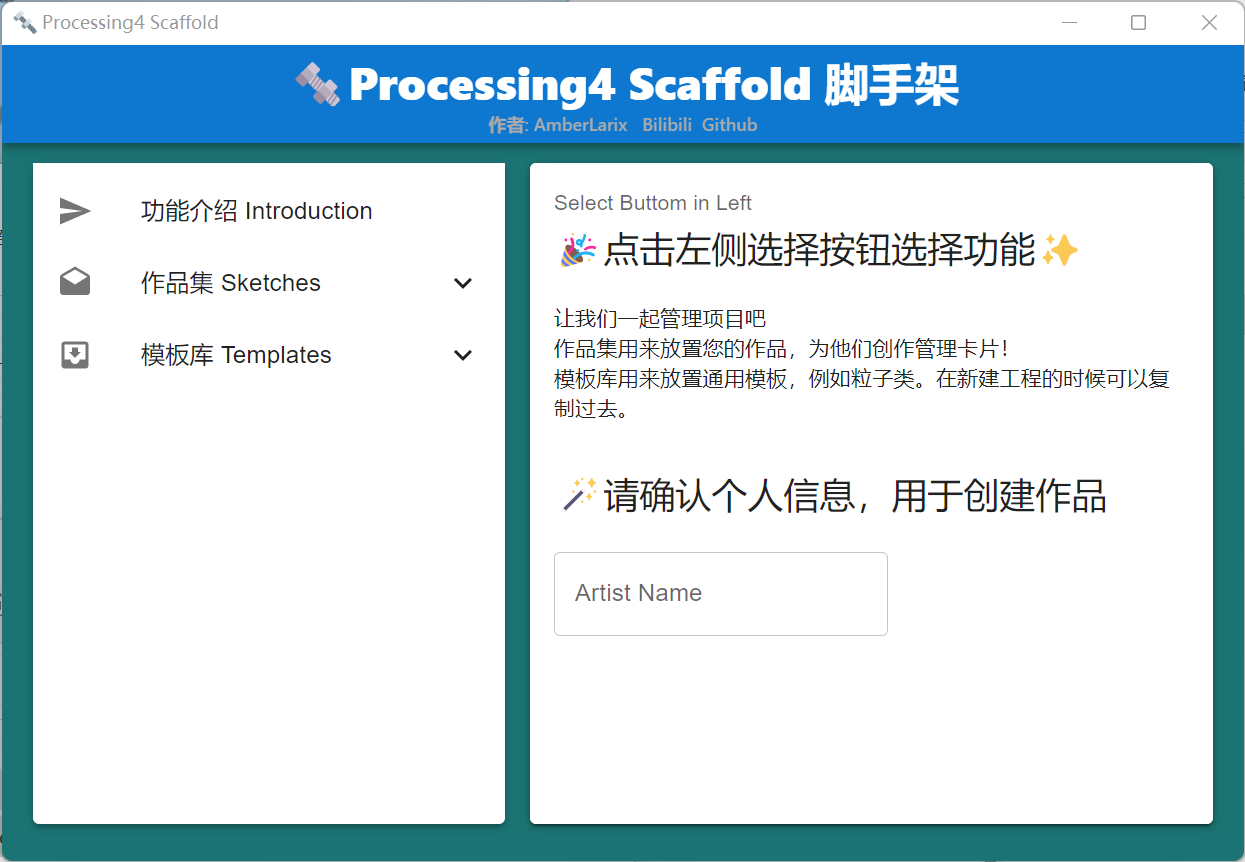 Processing4 Scaffold
Processing4 Scaffold 脚手架
作者: AmberLarix Bilibili Github
功能介绍 Introduction
作品集 Sketches
模板库 Templates
Select Buttom in Left
🎉点击左侧选择按钮选择功能✨
让我们一起管理项目吧
作品集用来放置您的作品，为他们创作管理卡片！
模板库用来放置通用模板，例如粒子类。在新建工程的时候可以复
制过去。
🪄请确认个人信息，用于创建作品
Artist Name